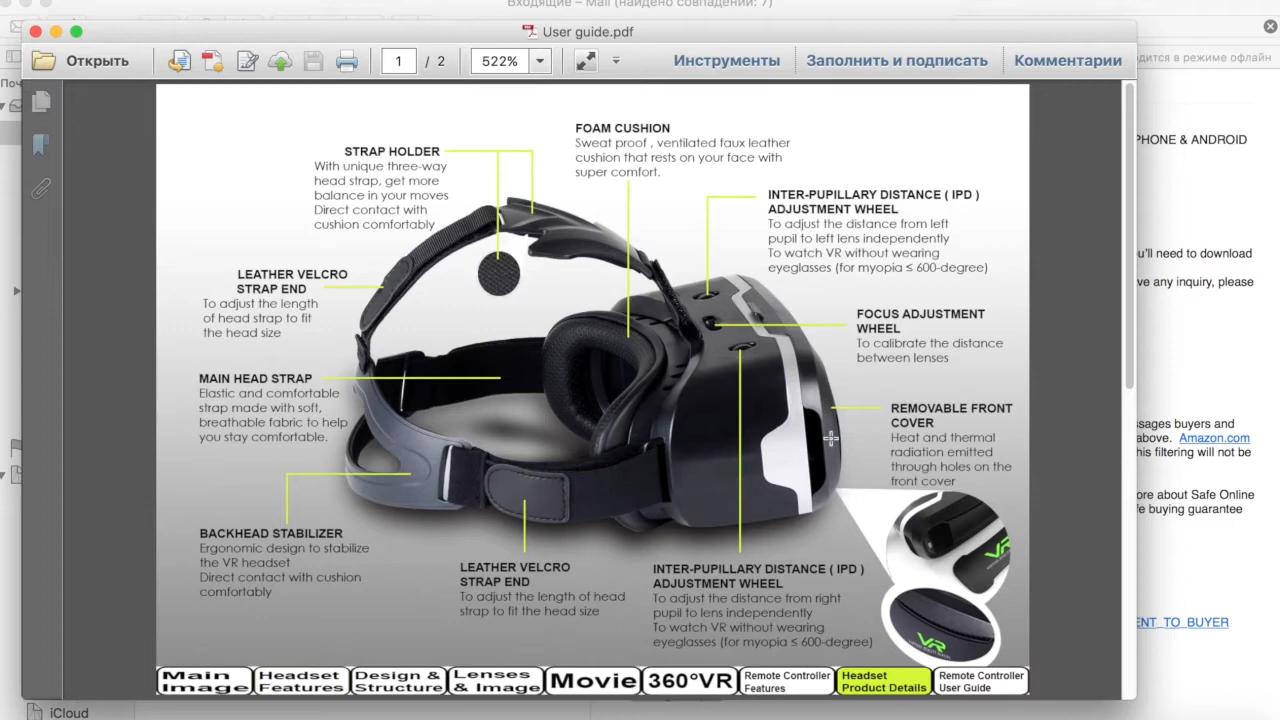 Входящие – Mail (найдено совпадений: 7)
User guide.pdf
Открыть
1 / 2
522%
Инструменты
Заполнить и подписать
Комментарии
дится в режиме офлайн
Поч
PHONE & ANDROID
u'll need to download
ave any inquiry, please
ssages buyers and
above. Amazon.com
his filtering will not be
ore about Safe Online
fe buying guarantee
ENT_TO_BUYER
iCloud
STRAP HOLDER
With unique three-way
head strap, get more
balance in your moves
Direct contact with
cushion comfortably
FOAM CUSHION
Sweat proof , ventilated faux leather
cushion that rests on your face with
super comfort.
INTER-PUPILLARY DISTANCE ( IPD )
ADJUSTMENT WHEEL
To adjust the distance from left
pupil to left lens independently
To watch VR without wearing
eyeglasses (for myopia ≤ 600-degree)
LEATHER VELCRO
STRAP END
To adjust the length
of head strap to fit
the head size
FOCUS ADJUSTMENT
WHEEL
To calibrate the distance
between lenses
MAIN HEAD STRAP
Elastic and comfortable
strap made with soft,
breathable fabric to help
you stay comfortable.
REMOVABLE FRONT
COVER
Heat and thermal
radiation emitted
through holes on the
front cover
BACKHEAD STABILIZER
Ergonomic design to stabilize
the VR headset
Direct contact with cushion
comfortably
LEATHER VELCRO
STRAP END
To adjust the length of head
strap to fit the head size
INTER-PUPILLARY DISTANCE ( IPD )
ADJUSTMENT WHEEL
To adjust the distance from right
pupil to lens independently
To watch VR without wearing
eyeglasses (for myopia ≤ 600-degree)
VR
VR
Main
Image
Headset
Features
Design &
Structure
Lenses
& Image
Movie
360°VR
Remote Controller
Features
Headset
Product Details
Remote Controller
User Guide